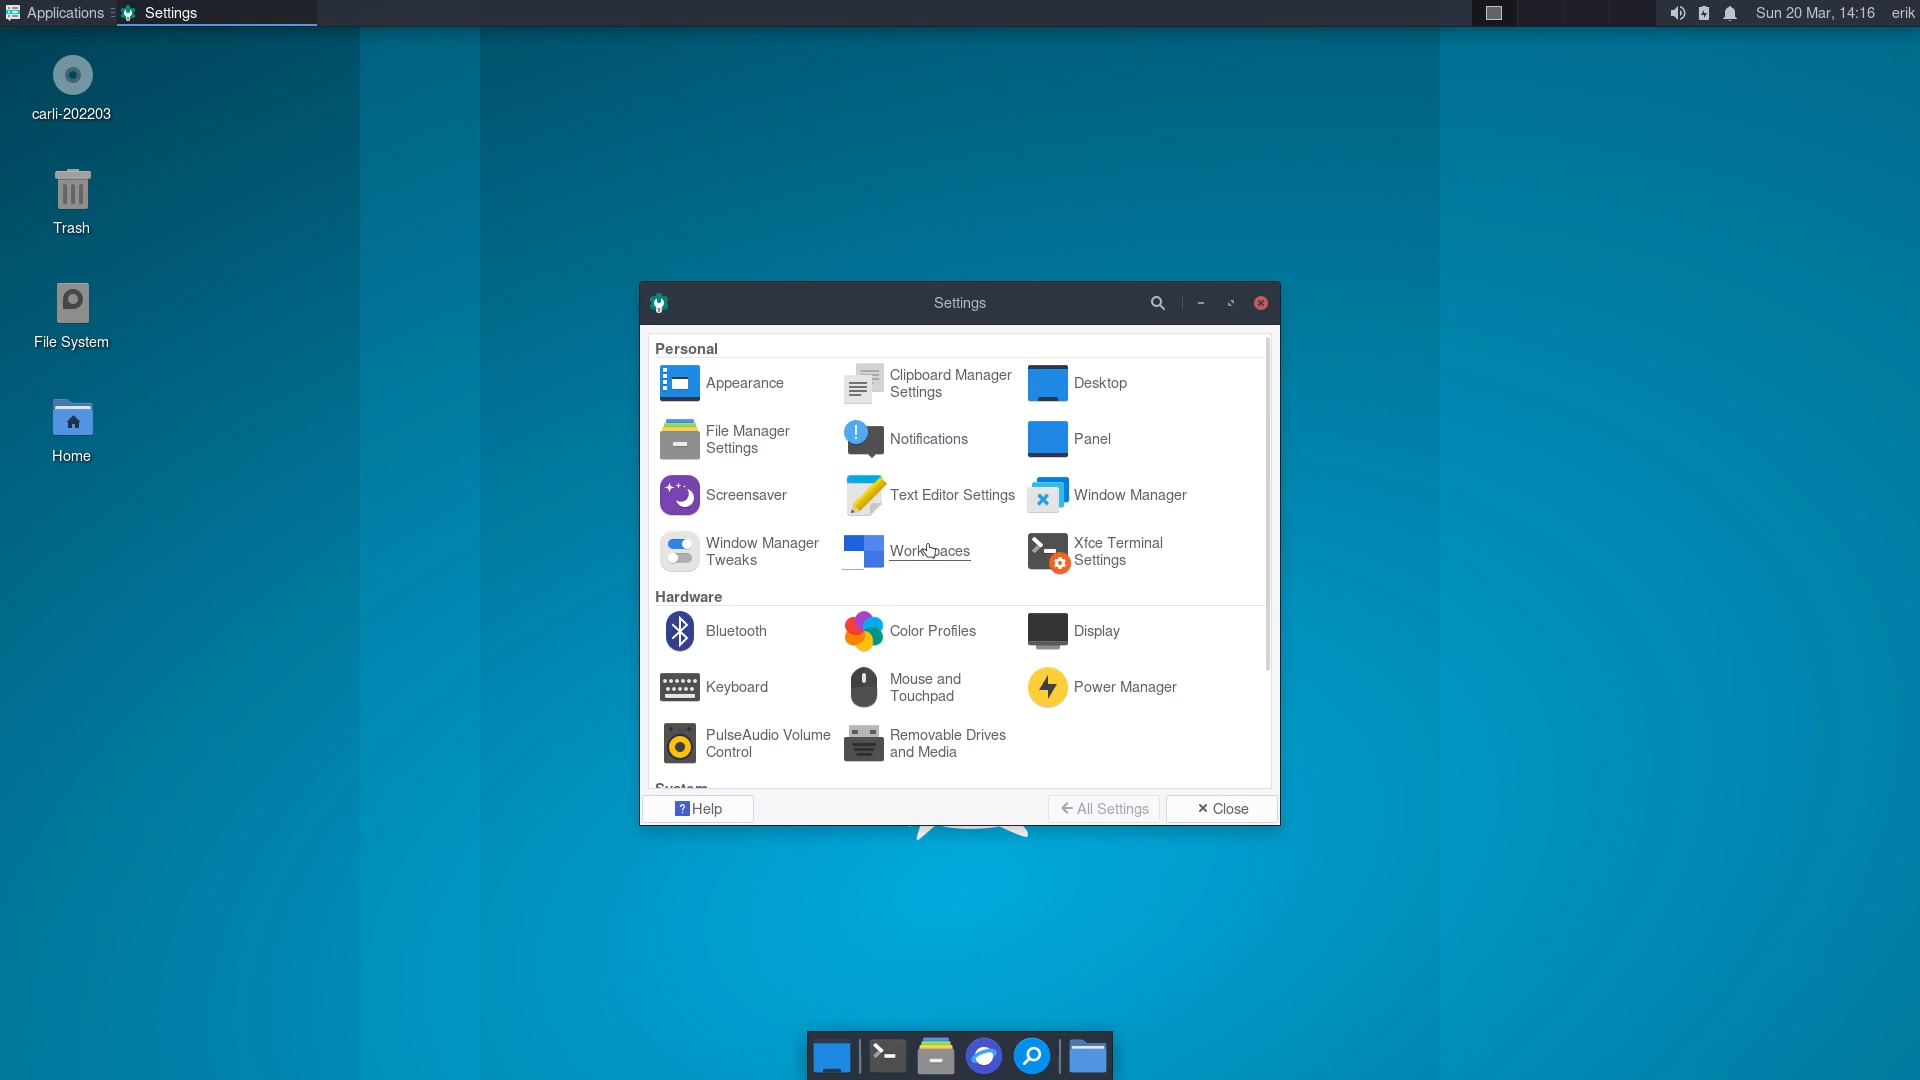 Applications
Settings
Sun 20 Mar, 14:16
erik
carli-202203
Trash
File System
Home
Settings
Personal
Appearance
Clipboard Manager
Settings
Desktop
File Manager
Settings
Notifications
Panel
Screensaver
Text Editor Settings
Window Manager
Window Manager
Tweaks
Workspaces
Xfce Terminal
Settings
Hardware
Bluetooth
Color Profiles
Display
Keyboard
Mouse and
Touchpad
Power Manager
PulseAudio Volume
Control
Removable Drives
and Media
System
? Help
All Settings
Close